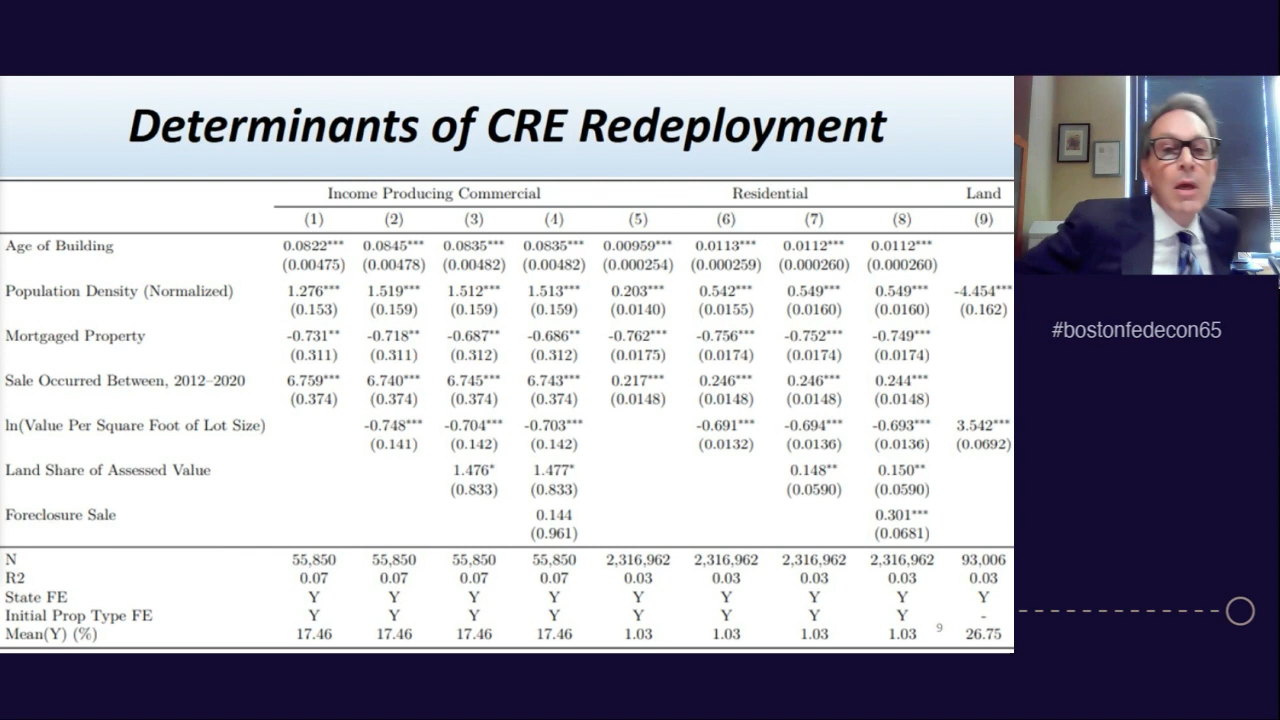 Determinants of CRE Redeployment
Income Producing Commercial Residential Land
(1) (2) (3) (4) (5) (6) (7) (8) (9)
Age of Building 0.0822*** 0.0845*** 0.0835*** 0.0835*** 0.00959*** 0.0113*** 0.0112*** 0.0112***
(0.00475) (0.00478) (0.00482) (0.00482) (0.000254) (0.000259) (0.000260) (0.000260)
Population Density (Normalized) 1.276*** 1.519*** 1.512*** 1.513*** 0.203*** 0.542*** 0.549*** 0.549*** -4.454***
(0.153) (0.159) (0.159) (0.159) (0.0140) (0.0155) (0.0160) (0.0160) (0.162)
Mortgaged Property -0.731** -0.718** -0.687** -0.686** -0.762*** -0.756*** -0.752*** -0.749***
(0.311) (0.311) (0.312) (0.312) (0.0175) (0.0174) (0.0174) (0.0174)
Sale Occurred Between, 2012–2020 6.759*** 6.740*** 6.745*** 6.743*** 0.217*** 0.246*** 0.246*** 0.244***
(0.374) (0.374) (0.374) (0.374) (0.0148) (0.0148) (0.0148) (0.0148)
ln(Value Per Square Foot of Lot Size) -0.748*** -0.704*** -0.703*** -0.691*** -0.694*** -0.693*** 3.542***
(0.141) (0.142) (0.142) (0.0132) (0.0136) (0.0136) (0.0692)
Land Share of Assessed Value 1.476* 1.477* 0.148** 0.150**
(0.833) (0.833) (0.0590) (0.0590)
Foreclosure Sale 0.144 0.301***
(0.961) (0.0681)
N 55,850 55,850 55,850 55,850 2,316,962 2,316,962 2,316,962 2,316,962 93,006
R2 0.07 0.07 0.07 0.07 0.03 0.03 0.03 0.03 0.03
State FE Y Y Y Y Y Y Y Y Y
Initial Prop Type FE Y Y Y Y Y Y Y Y -
Mean(Y) (%) 17.46 17.46 17.46 17.46 1.03 1.03 1.03 1.03 26.75
9
#bostonfedecon65